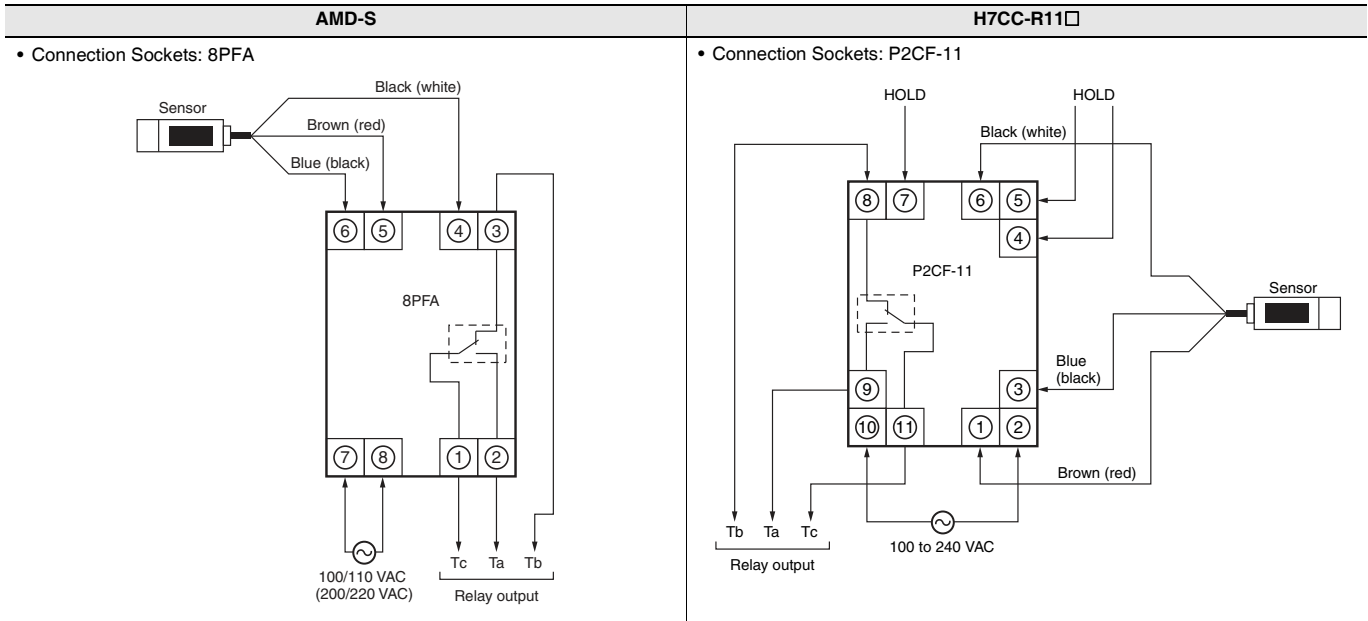 AMD-S
H7CC-R11□
• Connection Sockets: 8PFA
Sensor
Black (white)
Brown (red)
Blue (black)
6 5 4 3
8PFA
7 8 1 2
100/110 VAC
(200/220 VAC)
Tc Ta Tb
Relay output
• Connection Sockets: P2CF-11
HOLD HOLD
Black (white)
8 7 6 5
4
P2CF-11
Sensor
Blue
(black)
9 3
10 11 1 2
Brown (red)
Tb Ta Tc
Relay output
100 to 240 VAC